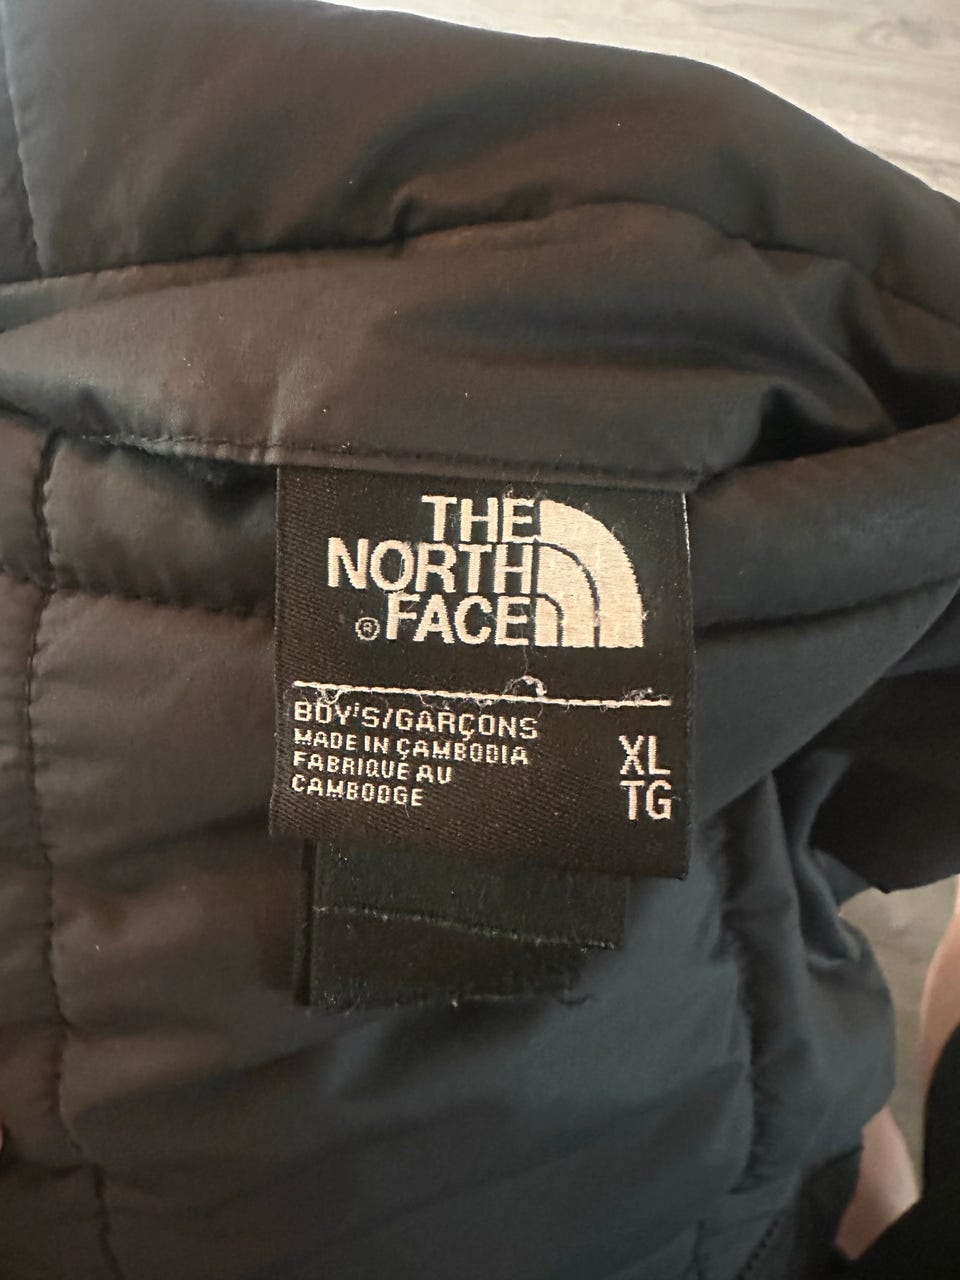 THE
NORTH
® FACE
BOY'S/GARÇONS
MADE IN CAMBODIA
FABRIQUÉ AU
CAMBODGE
XL
TG